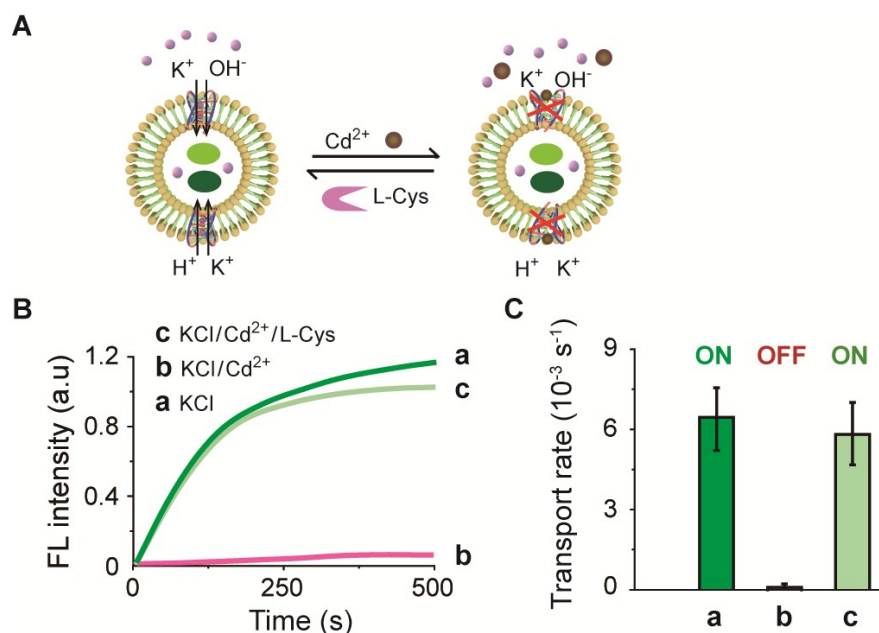 A
K⁺ OH⁻
K⁺ OH⁻
Cd²⁺
L-Cys
H⁺ K⁺
H⁺ K⁺
B
c KCl/Cd²⁺/L-Cys
b KCl/Cd²⁺
a KCl
FL intensity (a.u)
1.2
0.8
0.4
0
a
c
b
0 250 500
Time (s)
C
Transport rate (10⁻³ s⁻¹)
9
6
3
0
ON OFF ON
a b c